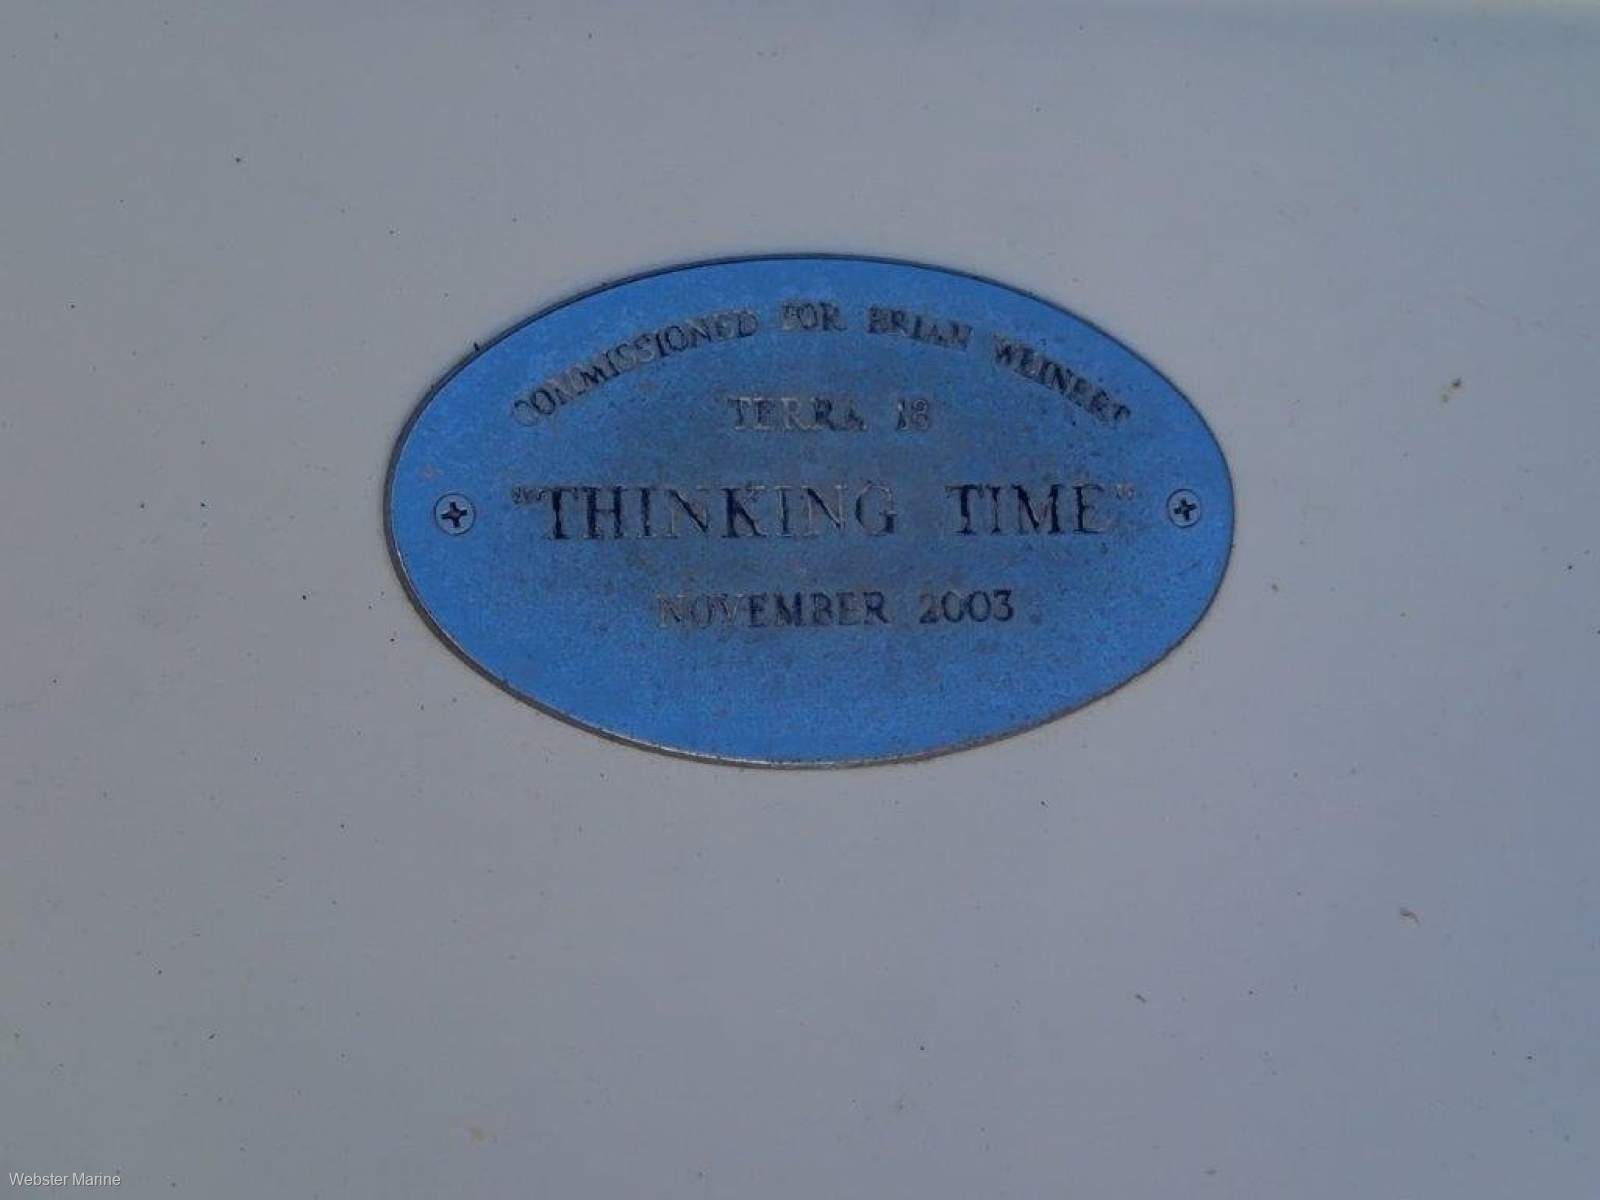 COMMISSIONED FOR BRIAN WEINERT
TERRA 18
"THINKING TIME"
NOVEMBER 2003
Webster Marine